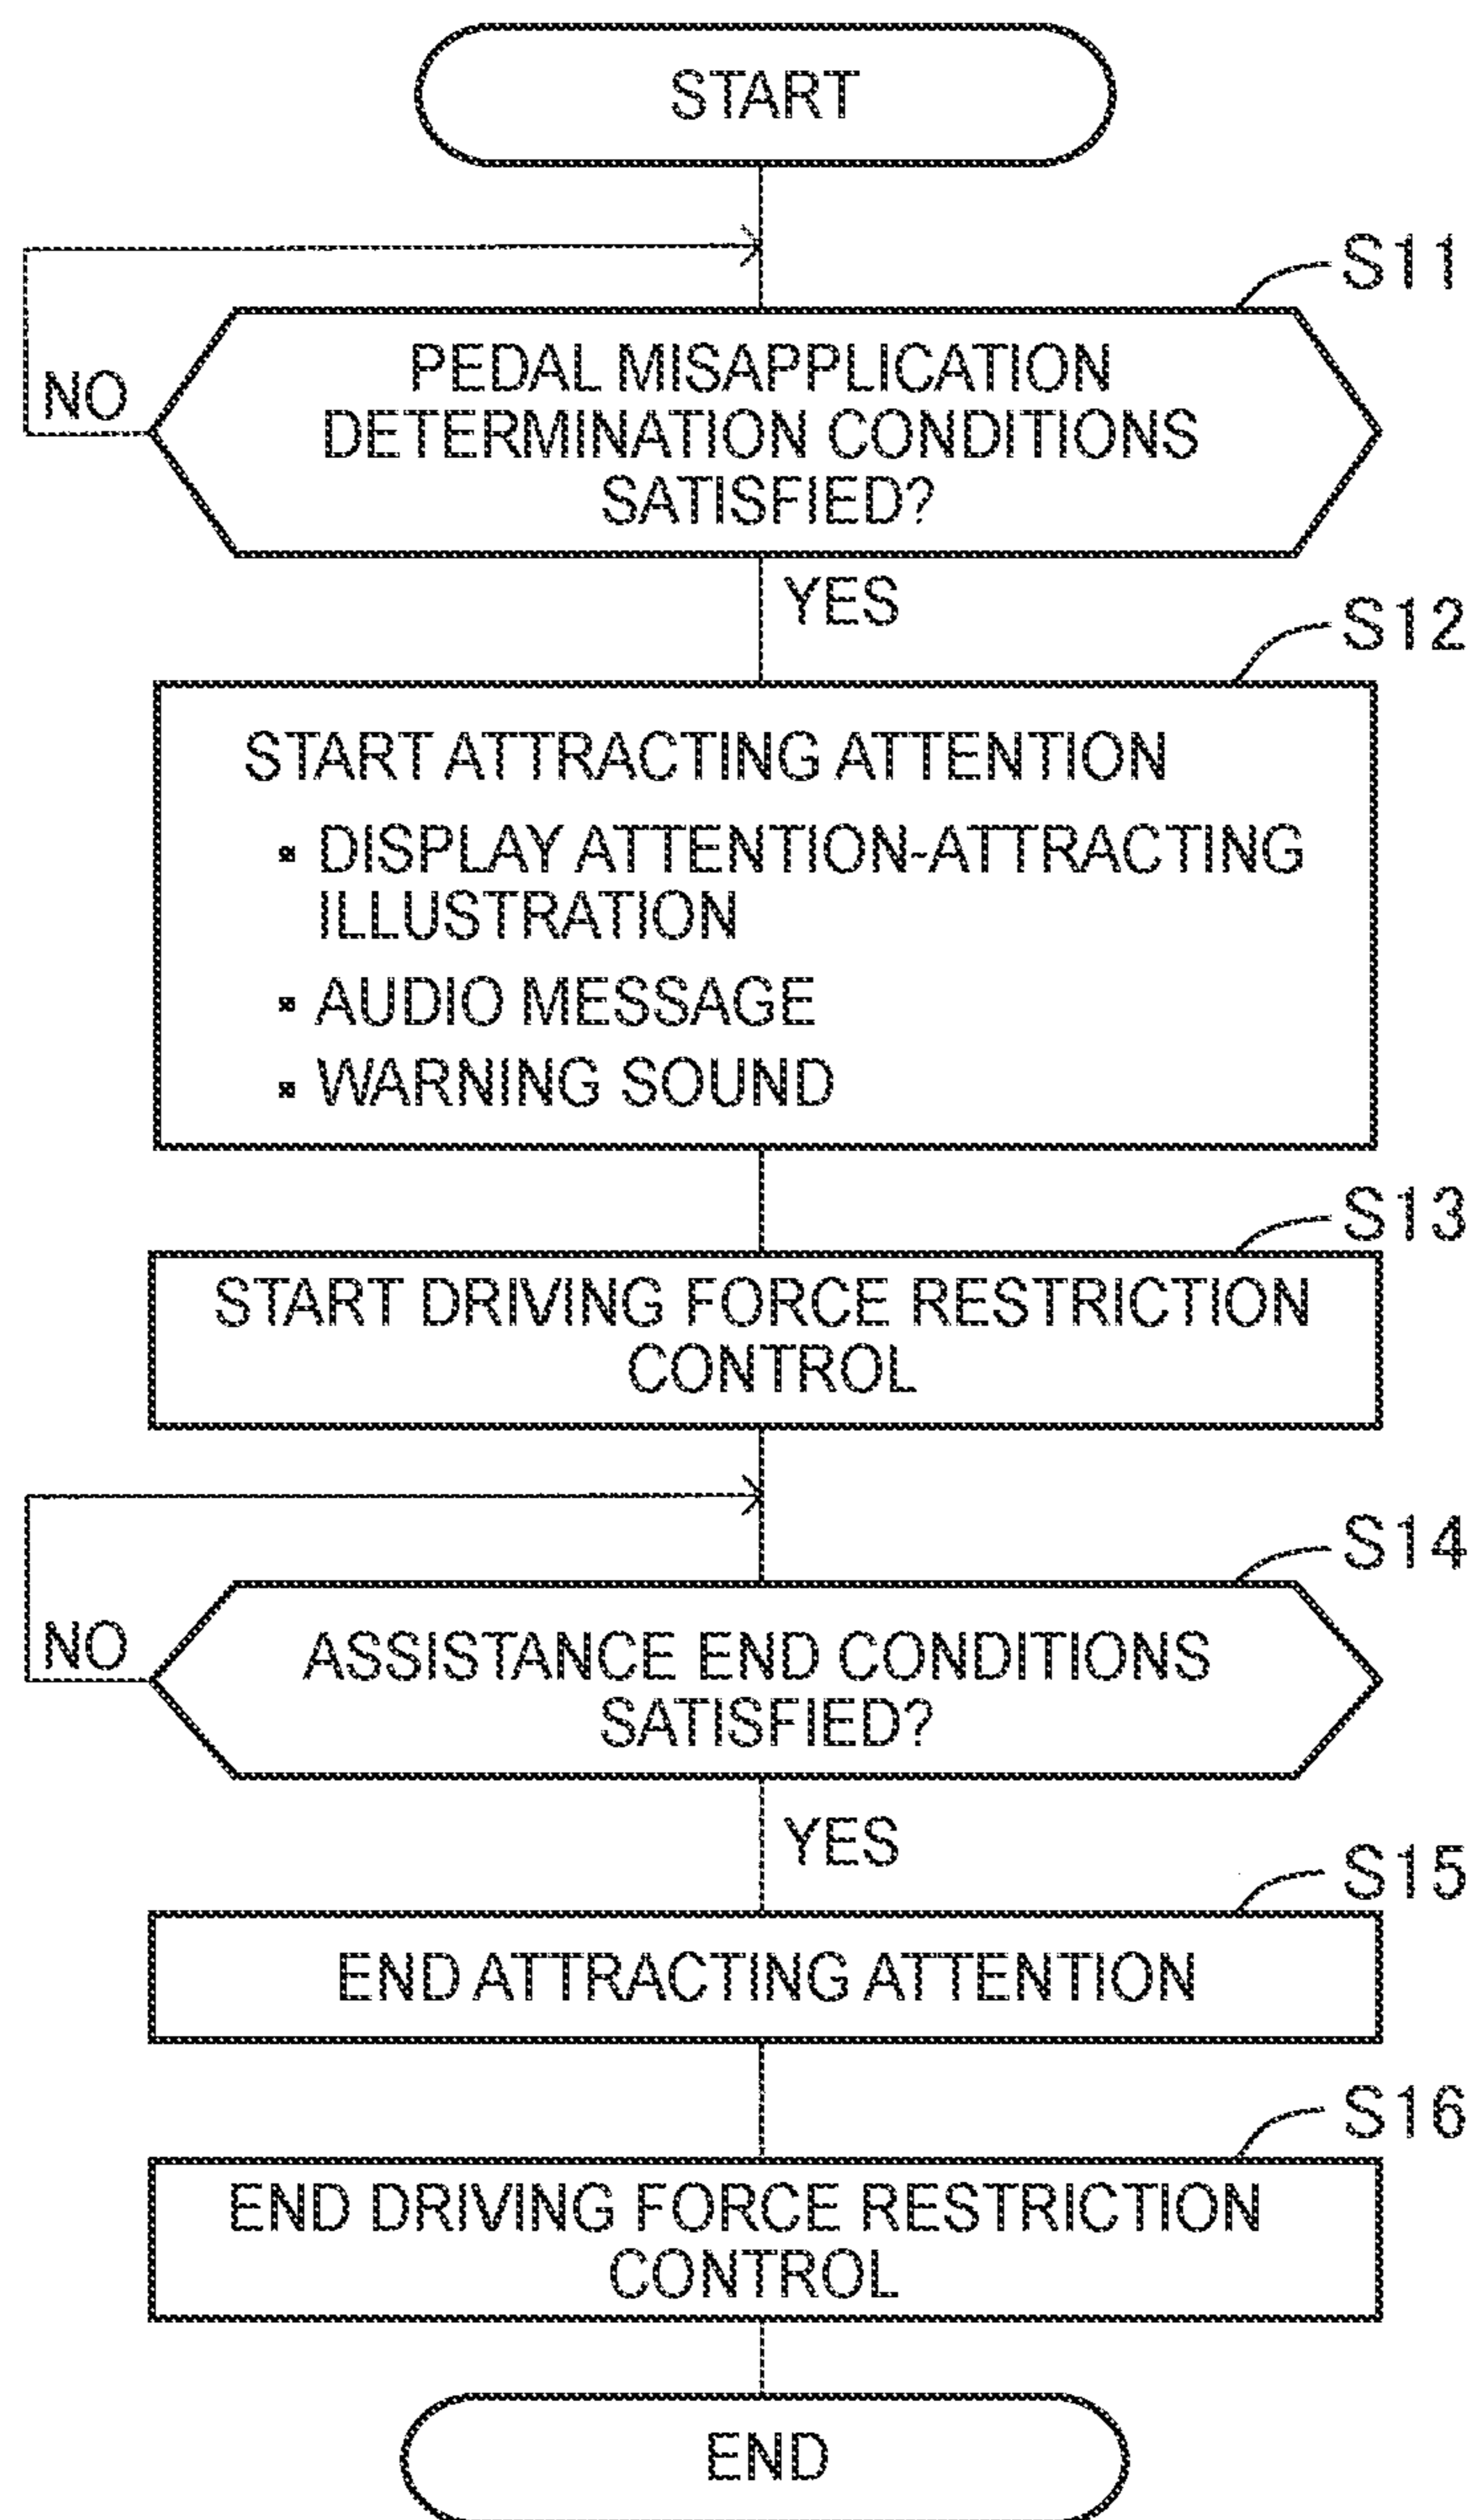 START
S11
PEDAL MISAPPLICATION
DETERMINATION CONDITIONS
SATISFIED?
NO
YES
S12
START ATTRACTING ATTENTION
▪ DISPLAY ATTENTION-ATTRACTING
ILLUSTRATION
▪ AUDIO MESSAGE
▪ WARNING SOUND
S13
START DRIVING FORCE RESTRICTION
CONTROL
S14
ASSISTANCE END CONDITIONS
SATISFIED?
NO
YES
S15
END ATTRACTING ATTENTION
S16
END DRIVING FORCE RESTRICTION
CONTROL
END